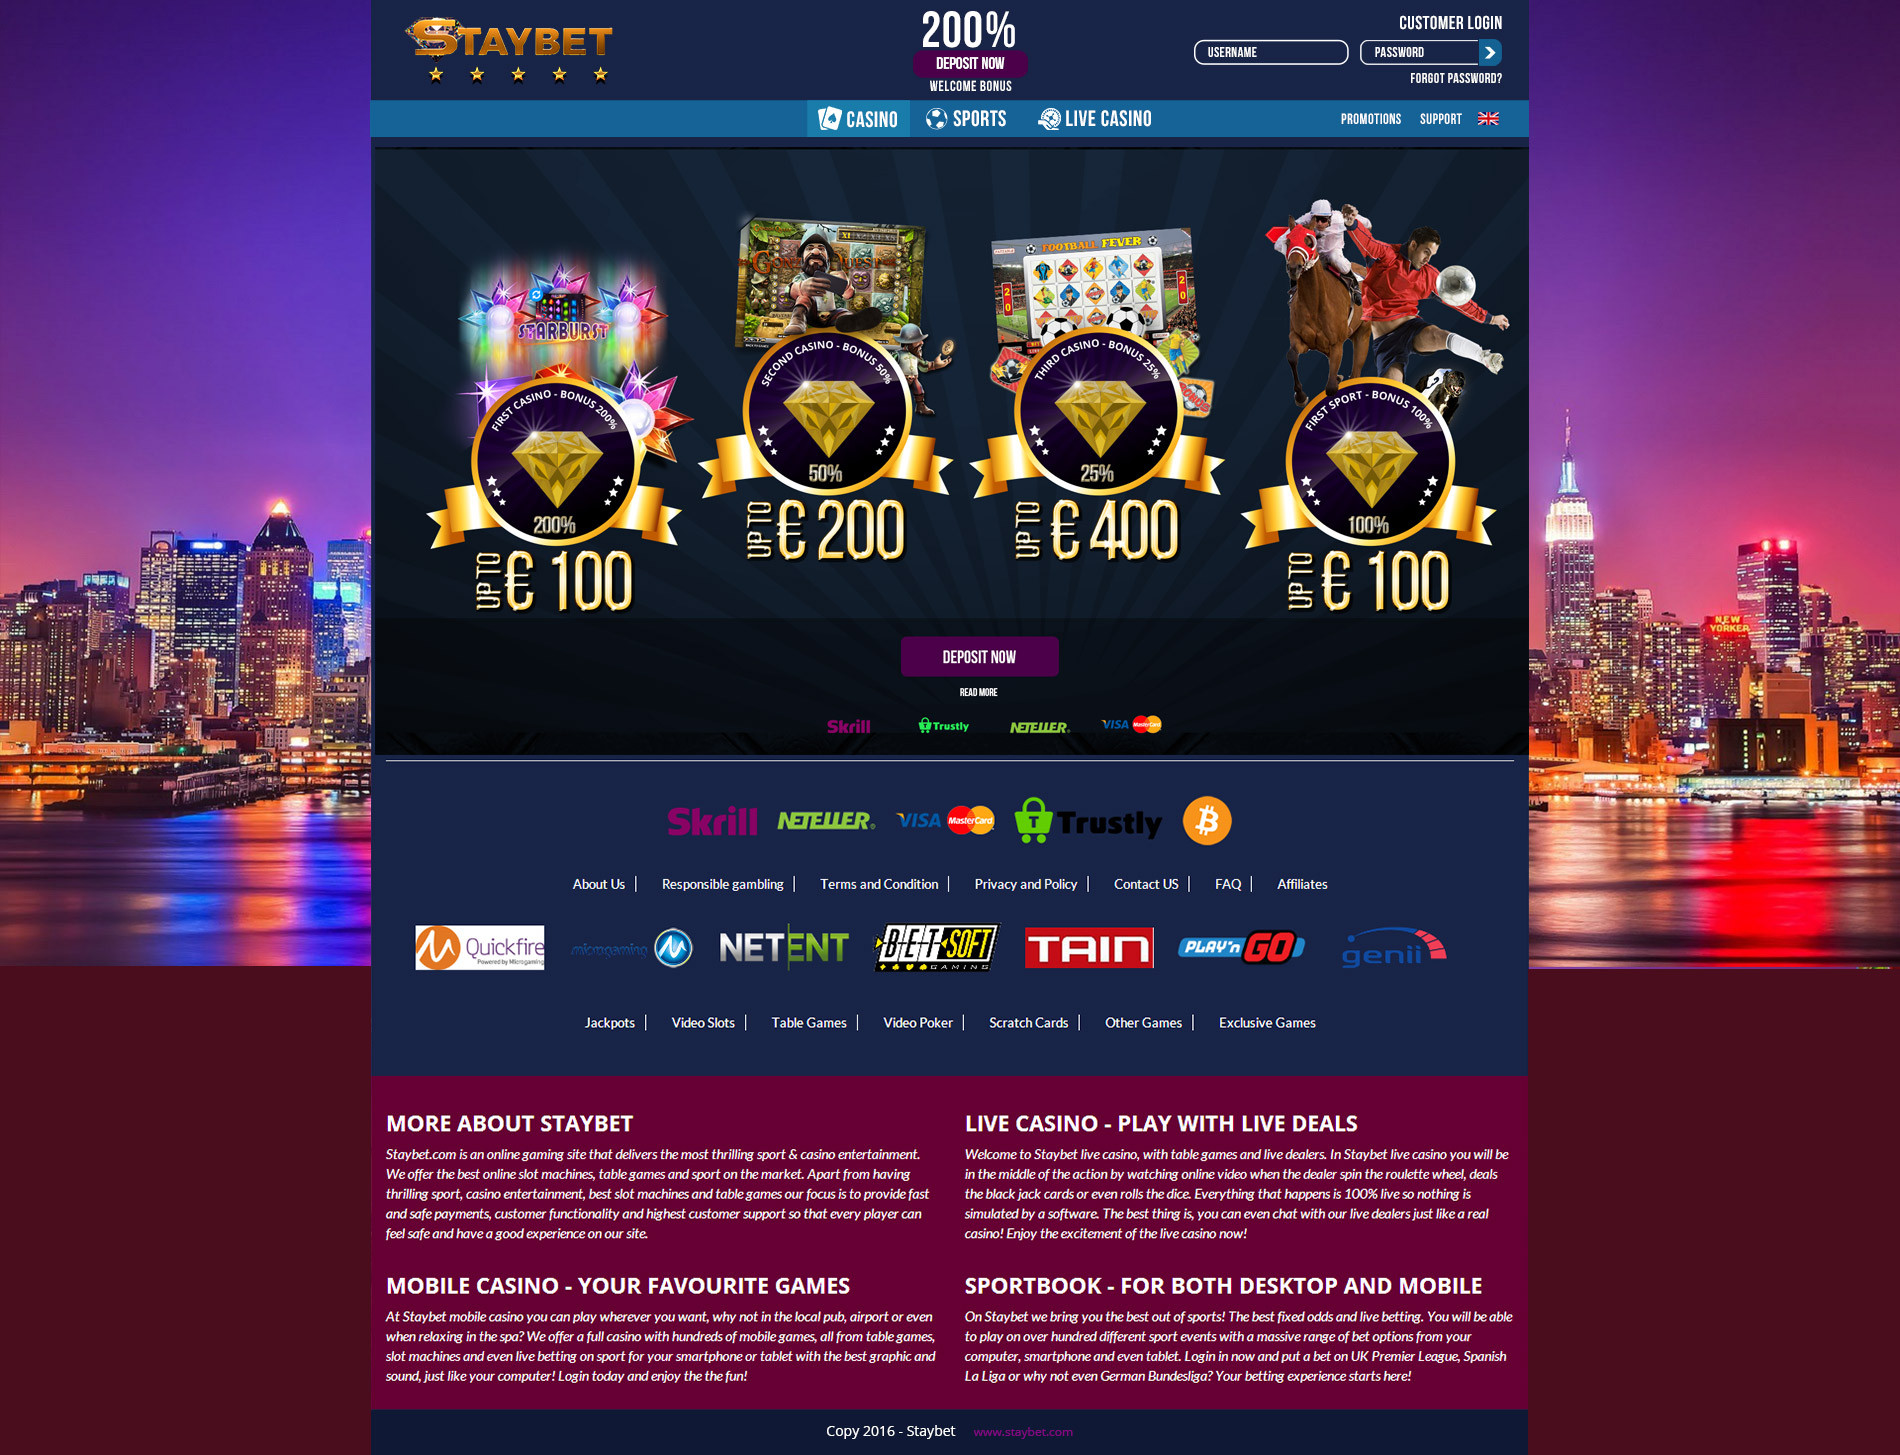 STAYBET
200%
DEPOSIT NOW
WELCOME BONUS
CUSTOMER LOGIN
USERNAME
PASSWORD
FORGOT PASSWORD?
CASINO
SPORTS
LIVE CASINO
PROMOTIONS
SUPPORT
STARBURST
FIRST CASINO - BONUS 200%
200%
UP TO € 100
SECOND CASINO - BONUS 50%
50%
UP TO € 200
FOOTBALL FEVER
THIRD CASINO - BONUS 25%
25%
UP TO € 400
FIRST SPORT - BONUS 100%
100%
UP TO € 100
NEW
YORKER
DEPOSIT NOW
READ MORE
Skrill
Trustly
NETELLER
VISA
MasterCard
Skrill
NETELLER
VISA
MasterCard
Trustly
About Us
Responsible gambling
Terms and Condition
Privacy and Policy
Contact US
FAQ
Affiliates
Quickfire
Powered by Microgaming
microgaming
NETENT
BETSOFT
GAMING
TAIN
PLAY'n GO
genii
Jackpots
Video Slots
Table Games
Video Poker
Scratch Cards
Other Games
Exclusive Games
MORE ABOUT STAYBET
Staybet.com is an online gaming site that delivers the most thrilling sport & casino entertainment.
We offer the best online slot machines, table games and sport on the market. Apart from having
thrilling sport, casino entertainment, best slot machines and table games our focus is to provide fast
and safe payments, customer functionality and highest customer support so that every player can
feel safe and have a good experience on our site.
LIVE CASINO - PLAY WITH LIVE DEALS
Welcome to Staybet live casino, with table games and live dealers. In Staybet live casino you will be
in the middle of the action by watching online video when the dealer spin the roulette wheel, deals
the black jack cards or even rolls the dice. Everything that happens is 100% live so nothing is
simulated by a software. The best thing is, you can even chat with our live dealers just like a real
casino! Enjoy the excitement of the live casino now!
MOBILE CASINO - YOUR FAVOURITE GAMES
At Staybet mobile casino you can play wherever you want, why not in the local pub, airport or even
when relaxing in the spa? We offer a full casino with hundreds of mobile games, all from table games,
slot machines and even live betting on sport for your smartphone or tablet with the best graphic and
sound, just like your computer! Login today and enjoy the the fun!
SPORTBOOK - FOR BOTH DESKTOP AND MOBILE
On Staybet we bring you the best out of sports! The best fixed odds and live betting. You will be able
to play on over hundred different sport events with a massive range of bet options from your
computer, smartphone and even tablet. Login in now and put a bet on UK Premier League, Spanish
La Liga or why not even German Bundesliga? Your betting experience starts here!
Copy 2016 - Staybet
www.staybet.com